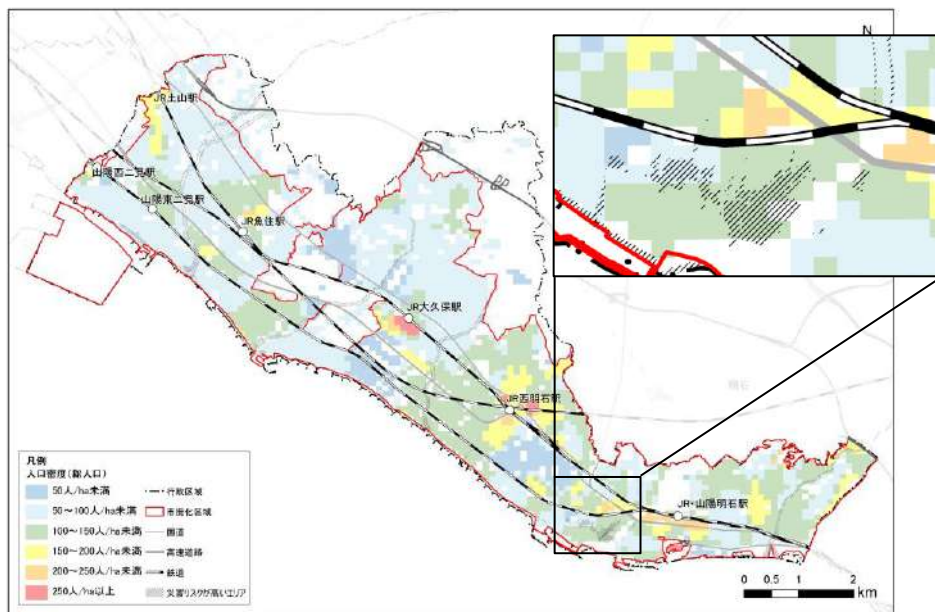 N
JR土山駅
山陽西二見駅
山陽東二見駅
JR魚住駅
JR大久保駅
JR西明石駅
JR・山陽明石駅
凡例
人口密度(総人口)
50人/ha未満
50～100人/ha未満
100～150人/ha未満
150～200人/ha未満
200～250人/ha未満
250人/ha以上
行政区域
市街化区域
国道
高速道路
鉄道
災害リスクが高いエリア
0 0.5 1 2
km